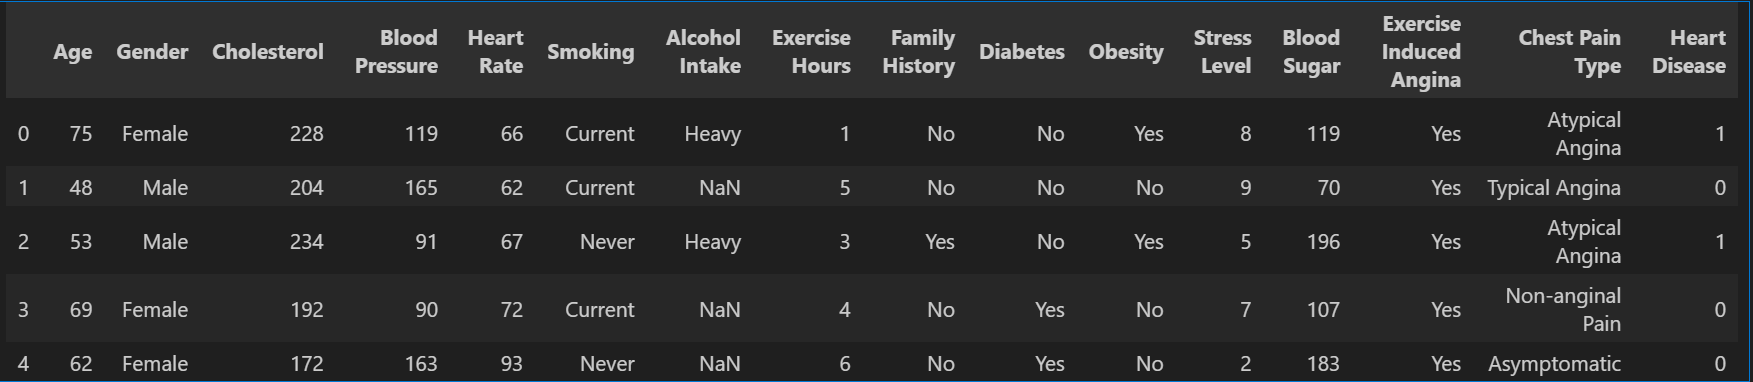 Age Gender Cholesterol Blood Pressure Heart Rate Smoking Alcohol Intake Exercise Hours Family History Diabetes Obesity Stress Level Blood Sugar Exercise Induced Angina Chest Pain Type Heart Disease
0 75 Female 228 119 66 Current Heavy 1 No No Yes 8 119 Yes Atypical Angina 1
1 48 Male 204 165 62 Current NaN 5 No No No 9 70 Yes Typical Angina 0
2 53 Male 234 91 67 Never Heavy 3 Yes No Yes 5 196 Yes Atypical Angina 1
3 69 Female 192 90 72 Current NaN 4 No Yes No 7 107 Yes Non-anginal Pain 0
4 62 Female 172 163 93 Never NaN 6 No Yes No 2 183 Yes Asymptomatic 0